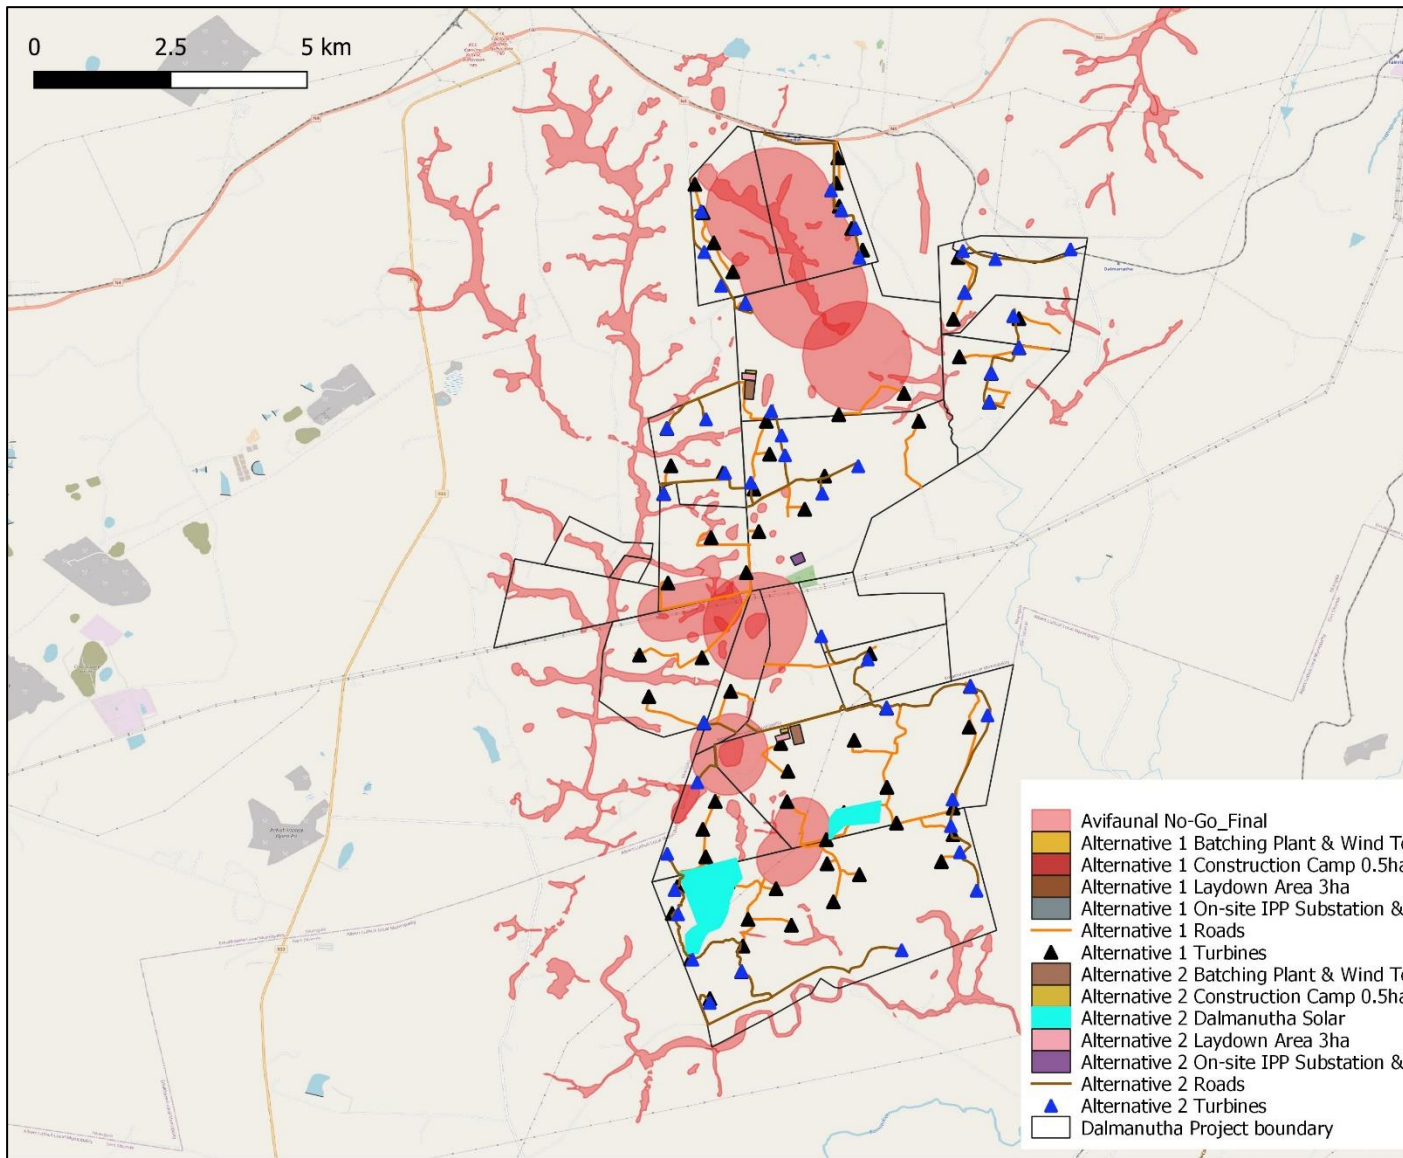 0 2.5 5 km
Dalmanutha
Avifaunal No-Go_Final
Alternative 1 Batching Plant & Wind To
Alternative 1 Construction Camp 0.5ha
Alternative 1 Laydown Area 3ha
Alternative 1 On-site IPP Substation &
Alternative 1 Roads
Alternative 1 Turbines
Alternative 2 Batching Plant & Wind To
Alternative 2 Construction Camp 0.5ha
Alternative 2 Dalmanutha Solar
Alternative 2 Laydown Area 3ha
Alternative 2 On-site IPP Substation &
Alternative 2 Roads
Alternative 2 Turbines
Dalmanutha Project boundary